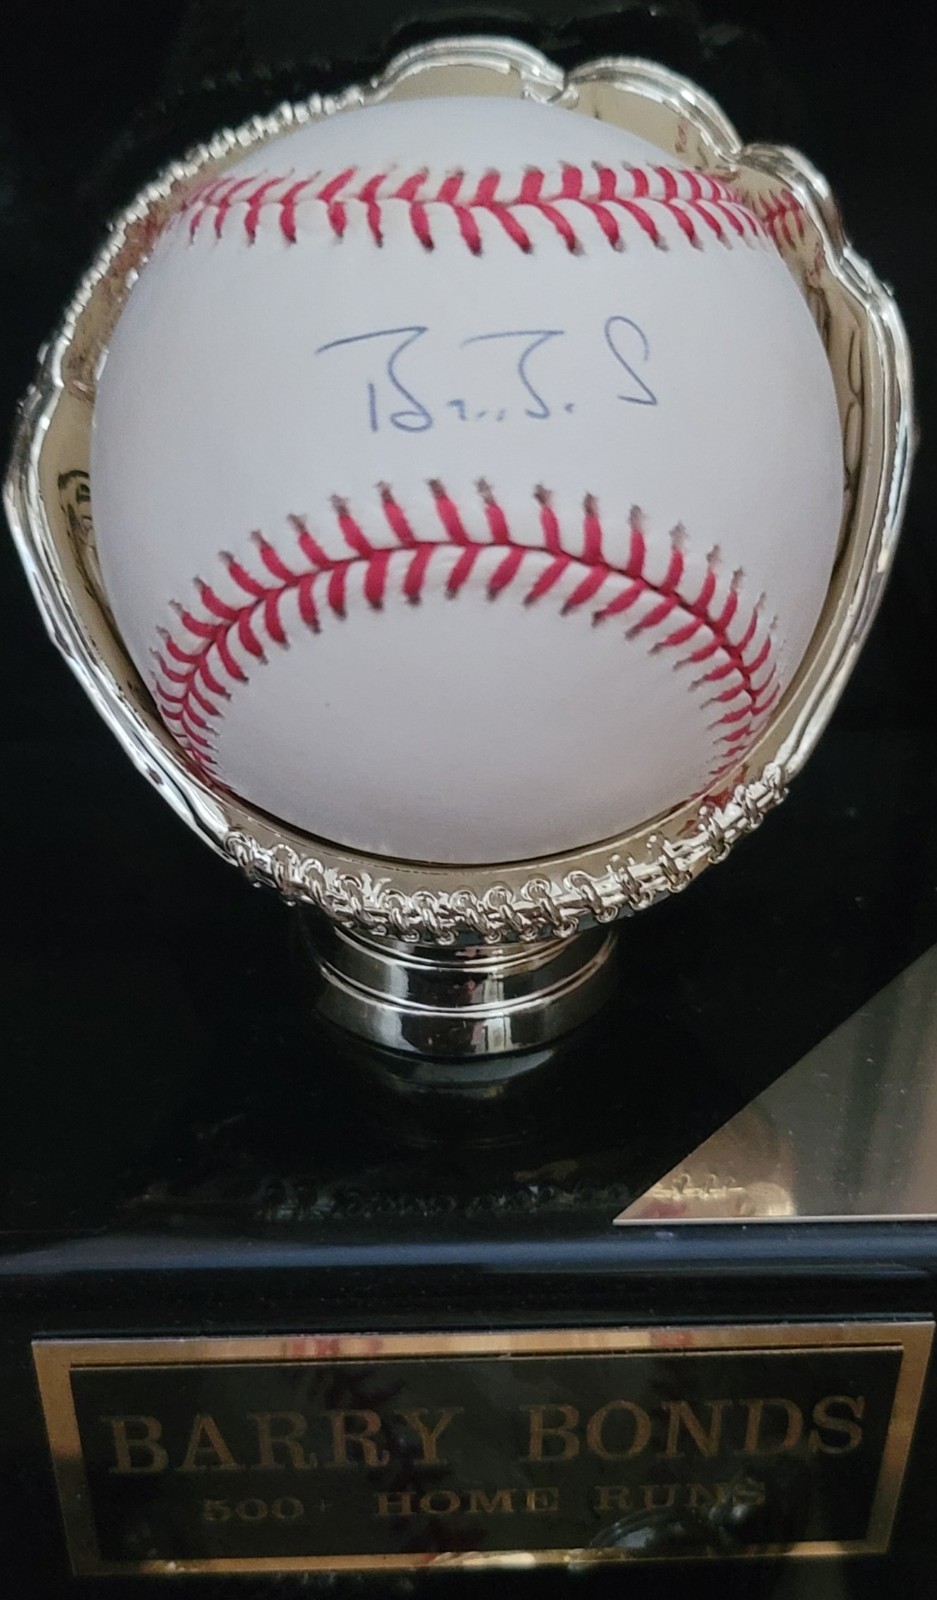 B... B. S
BARRY BONDS
500+ HOME RUNS